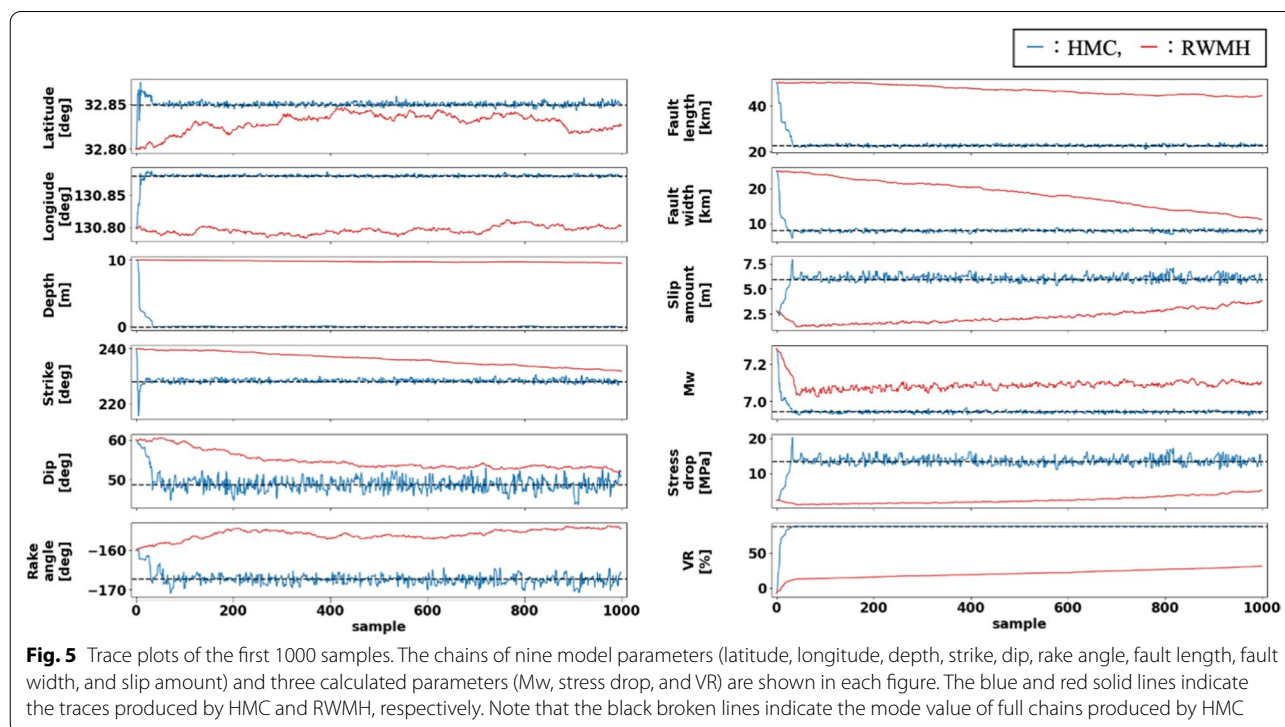 — : HMC, — : RWMH
Latitude
[deg]
32.85
32.80
Longiude
[deg]
130.85
130.80
Depth
[m]
10
0
Strike
[deg]
240
220
Dip
[deg]
60
50
Rake
angle
[deg]
−160
−170
0 200 400 600 800 1000
sample
Fault
length
[km]
40
20
Fault
width
[km]
20
10
Slip
amount
[m]
7.5
5.0
2.5
Mw
7.2
7.0
Stress
drop
[MPa]
20
10
VR
[%]
50
0
0 200 400 600 800 1000
sample
Fig. 5 Trace plots of the first 1000 samples. The chains of nine model parameters (latitude, longitude, depth, strike, dip, rake angle, fault length, fault
width, and slip amount) and three calculated parameters (Mw, stress drop, and VR) are shown in each figure. The blue and red solid lines indicate
the traces produced by HMC and RWMH, respectively. Note that the black broken lines indicate the mode value of full chains produced by HMC